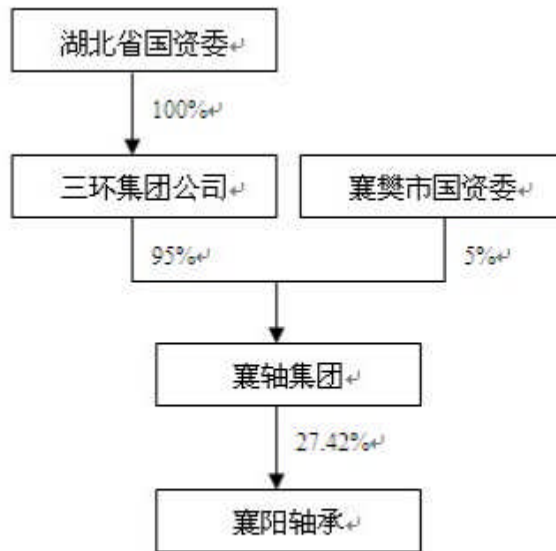 湖北省国资委
100%
三环集团公司
襄樊市国资委
95%
5%
襄轴集团
27.42%
襄阳轴承